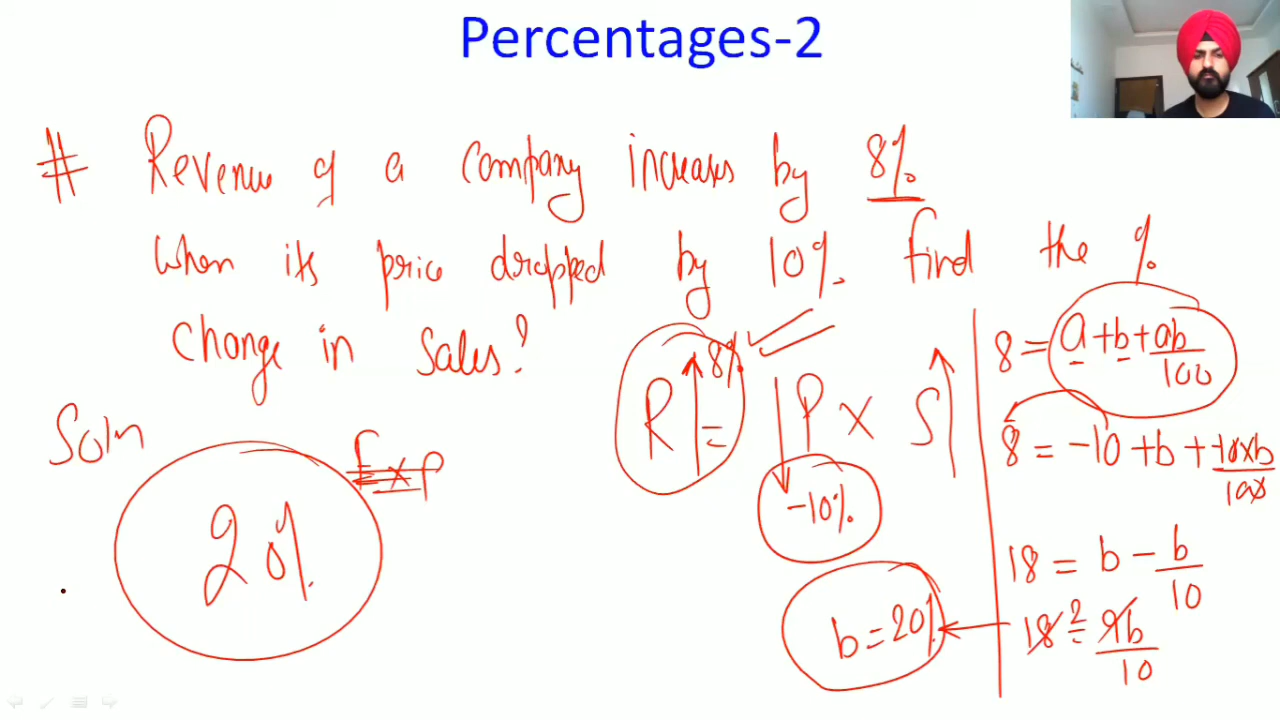 Percentages-2
# Revenue of a company increases by 8%
when its price dropped by 10%. find the %
change in sales?
Soln
20%
R ↑ 8% = ↓ P × S ↑
-10%
b = 20%
8 = a + b + ab/100
8 = -10 + b + -10×b/100
18 = b - b/10
18 2 = 9b/10